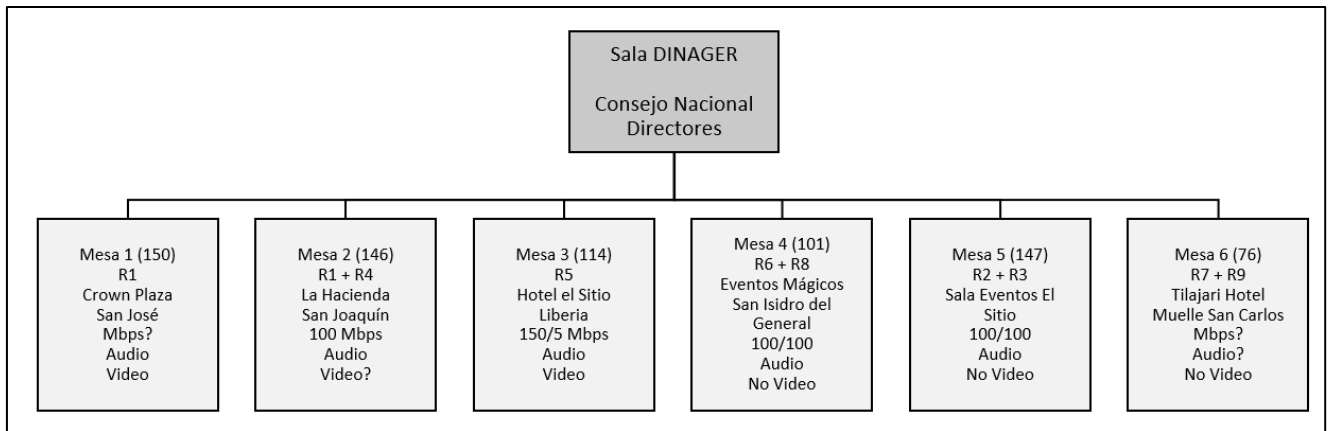 Sala DINAGER
Consejo Nacional
Directores
Mesa 1 (150)
R1
Crown Plaza
San José
Mbps?
Audio
Video
Mesa 2 (146)
R1 + R4
La Hacienda
San Joaquín
100 Mbps
Audio
Video?
Mesa 3 (114)
R5
Hotel el Sitio
Liberia
150/5 Mbps
Audio
Video
Mesa 4 (101)
R6 + R8
Eventos Mágicos
San Isidro del
General
100/100
Audio
No Video
Mesa 5 (147)
R2 + R3
Sala Eventos El
Sitio
100/100
Audio
No Video
Mesa 6 (76)
R7 + R9
Tilajari Hotel
Muelle San Carlos
Mbps?
Audio?
No Video